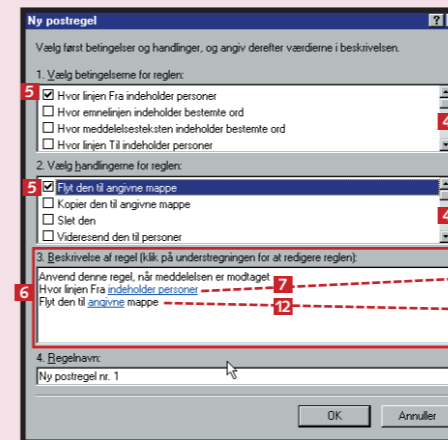 Ny postregel
Vælg først betingelser og handlinger, og angiv derefter værdierne i beskrivelsen.
1. Vælg betingelserne for reglen:
5
Hvor linjen Fra indeholder personer
Hvor emnelinjen indeholder bestemte ord
Hvor meddelelsesteksten indeholder bestemte ord
Hvor linjen Til indeholder personer
4
2. Vælg handlingerne for reglen:
5
Flyt den til angivne mappe
Kopier den til angivne mappe
Slet den
Videresend den til personer
4
3. Beskrivelse af regel (klik på understregningen for at redigere reglen):
Anvend denne regel, når meddelelsen er modtaget
6
Hvor linjen Fra indeholder personer 7
Flyt den til angivne mappe 12
4. Regelnavn:
Ny postregel nr. 1
OK Annuller